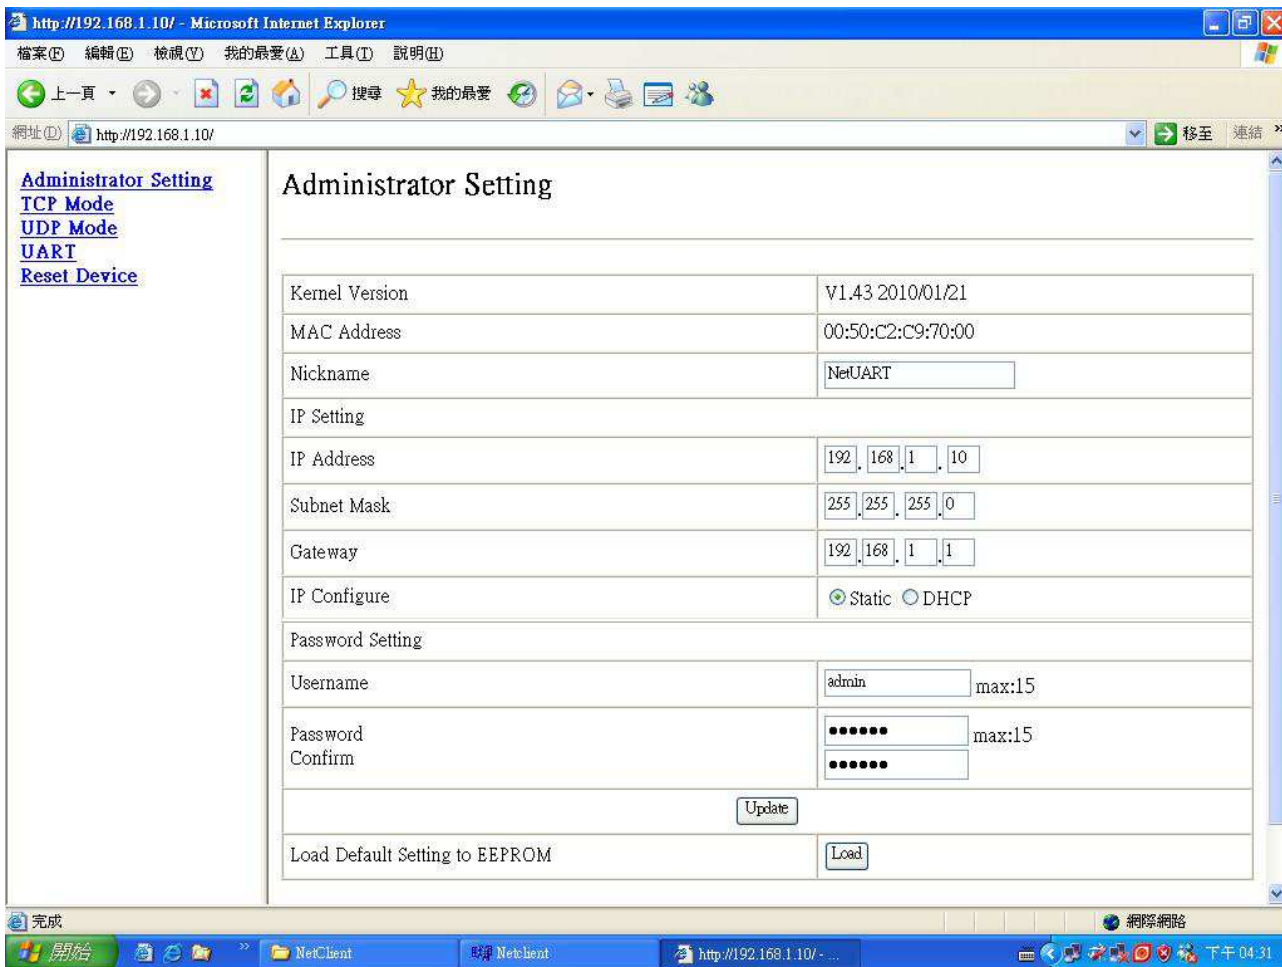 http://192.168.1.10/ - Microsoft Internet Explorer
檔案(F) 編輯(E) 檢視(V) 我的最愛(A) 工具(T) 說明(H)
上一頁 搜尋 我的最愛
網址(D) http://192.168.1.10/ 移至 連結 »
Administrator Setting
TCP Mode
UDP Mode
UART
Reset Device
Administrator Setting
Kernel Version V1.43 2010/01/21
MAC Address 00:50:C2:C9:70:00
Nickname NetUART
IP Setting
IP Address 192 . 168 . 1 . 10
Subnet Mask 255 . 255 . 255 . 0
Gateway 192 . 168 . 1 . 1
IP Configure Static DHCP
Password Setting
Username admin max:15
Password ●●●●●● max:15
Confirm ●●●●●●
Update
Load Default Setting to EEPROM Load
完成 網際網路
開始 » NetClient Netclient http://192.168.1.10/ - ... 下午 04:31